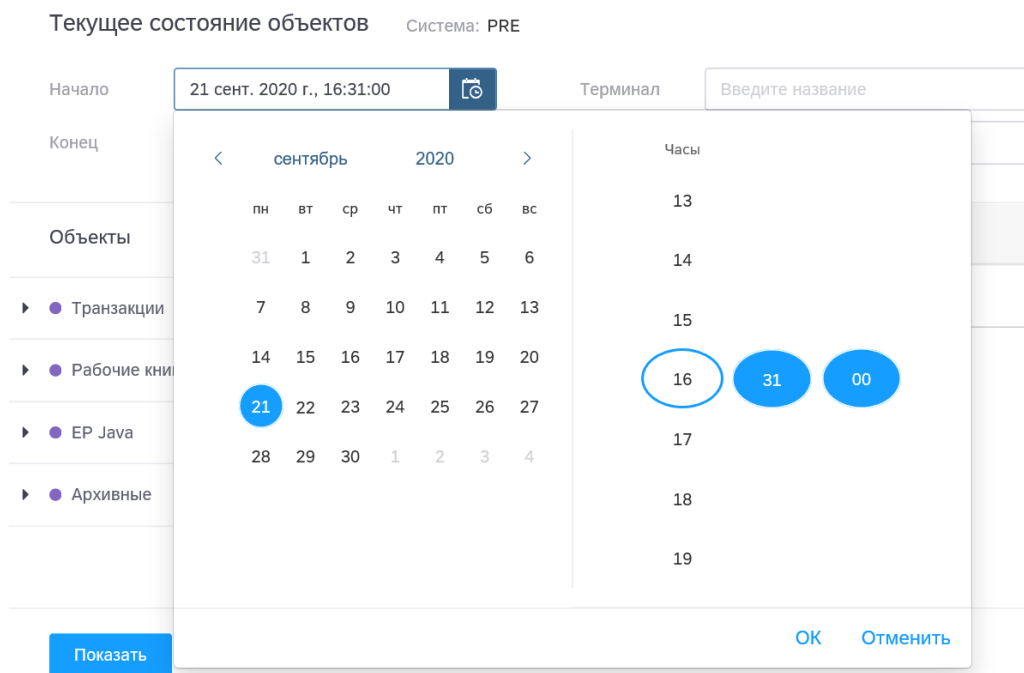 Текущее состояние объектов Система: PRE
Начало 21 сент. 2020 г., 16:31:00 Терминал Введите название
Конец
сентябрь 2020
Часы
пн вт ср чт пт сб вс
31 1 2 3 4 5 6
7 8 9 10 11 12 13
14 15 16 17 18 19 20
21 22 23 24 25 26 27
28 29 30 1 2 3 4
13
14
15
16 31 00
17
18
19
Объекты
Транзакции
Рабочие кни
EP Java
Архивные
OK Отменить
Показать